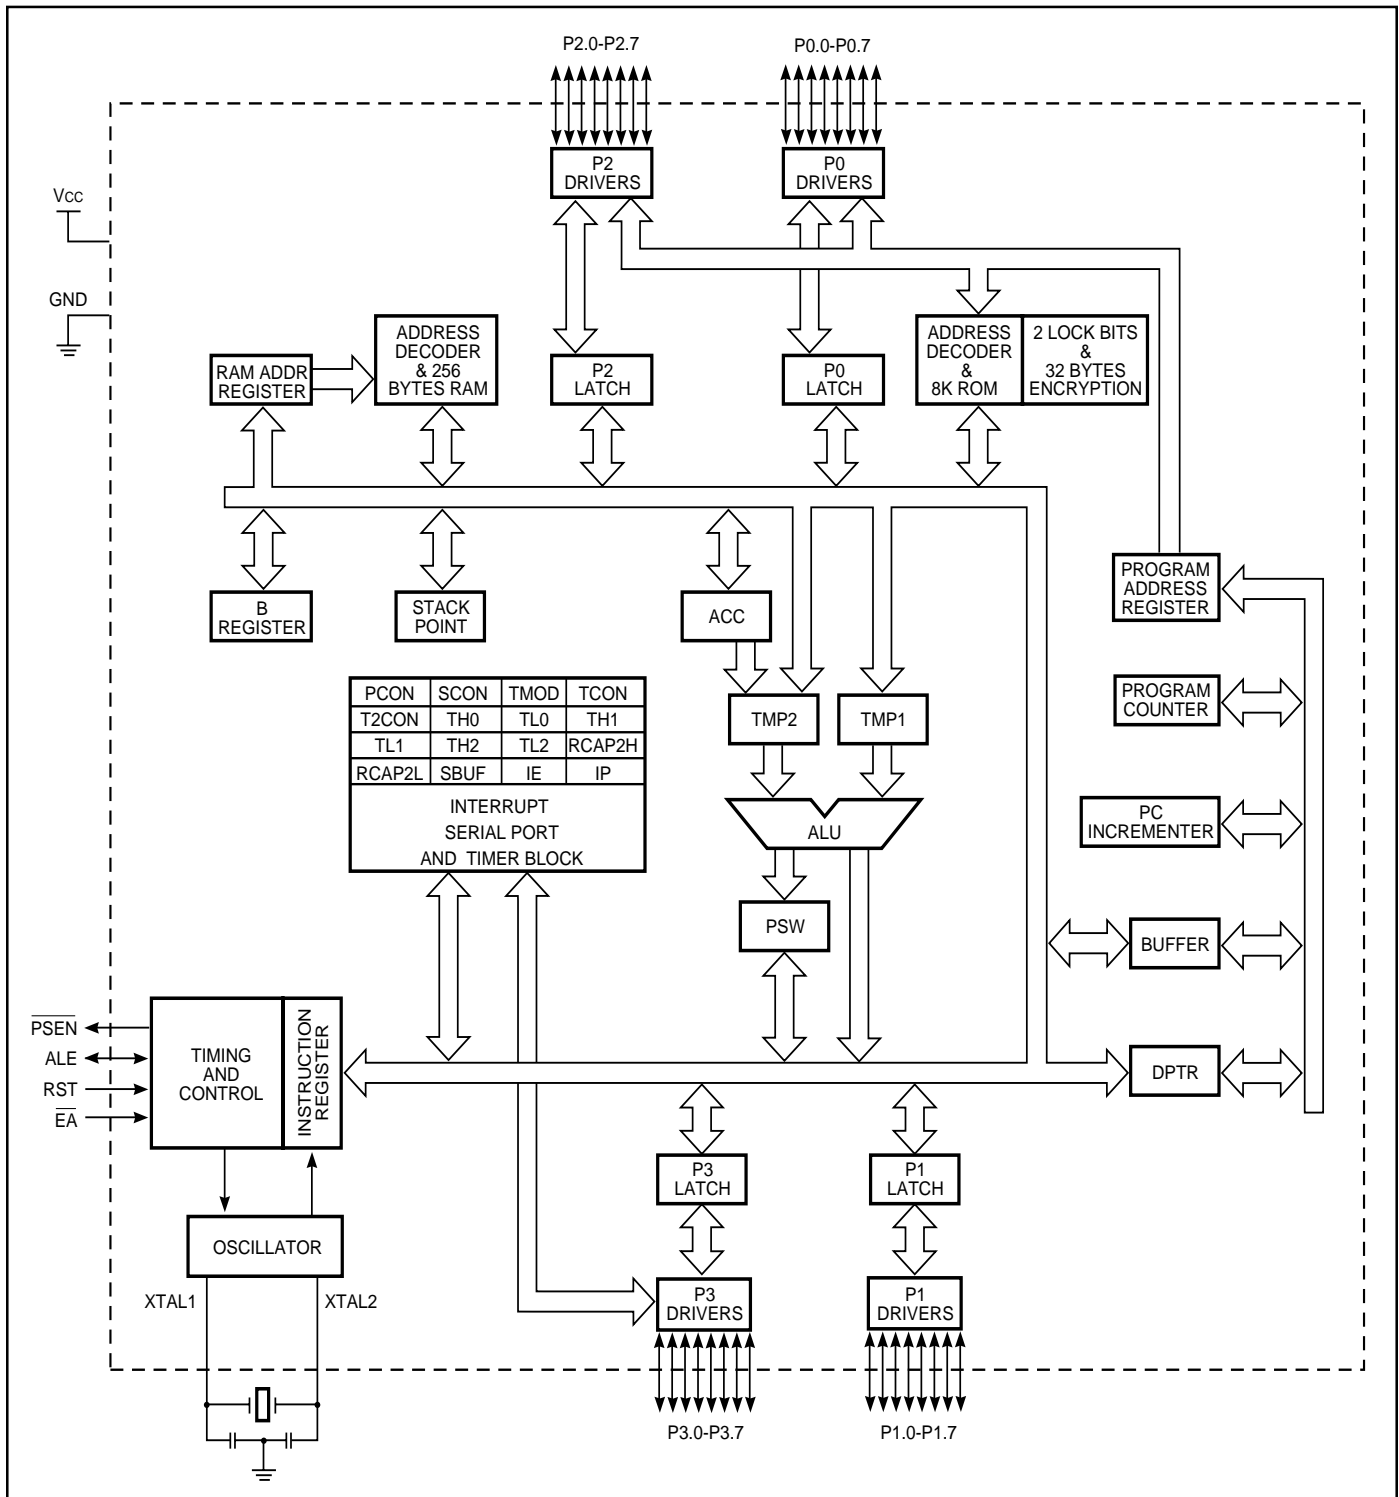 P2.0-P2.7
P0.0-P0.7
P2
DRIVERS
P0
DRIVERS
Vcc
GND
RAM ADDR
REGISTER
ADDRESS
DECODER
& 256
BYTES RAM
P2
LATCH
P0
LATCH
ADDRESS
DECODER
&
8K ROM
2 LOCK BITS
&
32 BYTES
ENCRYPTION
B
REGISTER
STACK
POINT
ACC
PROGRAM
ADDRESS
REGISTER
PCON SCON TMOD TCON
T2CON TH0 TL0 TH1
TL1 TH2 TL2 RCAP2H
RCAP2L SBUF IE IP
INTERRUPT
SERIAL PORT
AND TIMER BLOCK
TMP2
TMP1
PROGRAM
COUNTER
ALU
PC
INCREMENTER
PSW
BUFFER
PSEN
ALE
RST
EA
TIMING
AND
CONTROL
INSTRUCTION
REGISTER
DPTR
P3
LATCH
P1
LATCH
OSCILLATOR
XTAL1
XTAL2
P3
DRIVERS
P1
DRIVERS
P3.0-P3.7
P1.0-P1.7